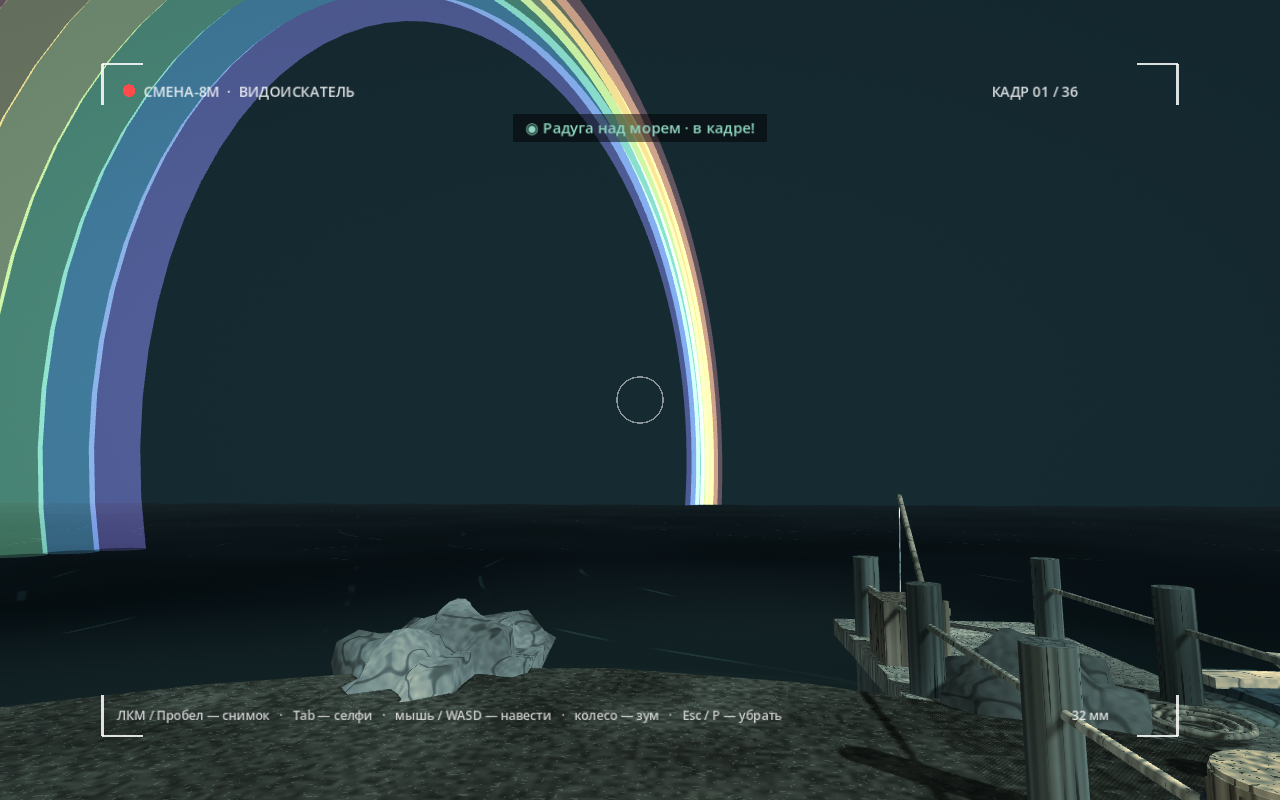 СМЕНА-8М · ВИДОИСКАТЕЛЬ
КАДР 01 / 36
◉ Радуга над морем · в кадре!
ЛКМ / Пробел — снимок · Tab — селфи · мышь / WASD — навести · колесо — зум · Esc / P — убрать
32 мм